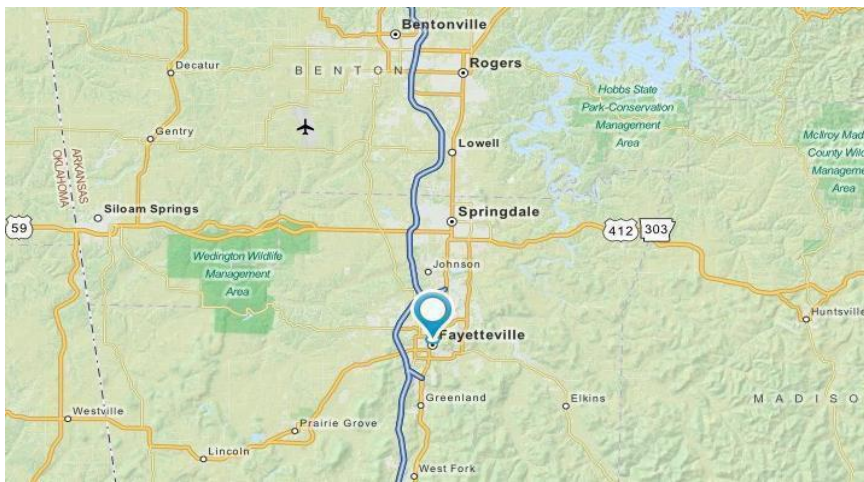 Bentonville
Decatur
BENTON
Rogers
Hobbs State
Park-Conservation
Management
Area
Gentry
Lowell
McIlroy Mad
County Wil
Managem
Area
ARKANSAS
OKLAHOMA
Siloam Springs
Springdale
59
412
303
Wedington Wildlife
Management
Area
Johnson
Huntsville
Fayetteville
Westville
Greenland
Elkins
MADISO
Prairie Grove
Lincoln
West Fork